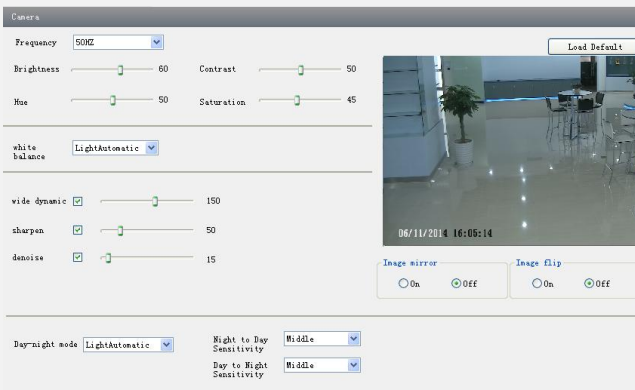 Camera
Frequency 50HZ
Load Default
Brightness 60 Contrast 50
Hue 50 Saturation 45
white balance LightAutomatic
wide dynamic 150
sharpen 50
denoise 15
06/11/2014 16:05:14
Image mirror Image flip
On Off On Off
Day-night mode LightAutomatic
Night to Day Sensitivity Middle
Day to Night Sensitivity Middle